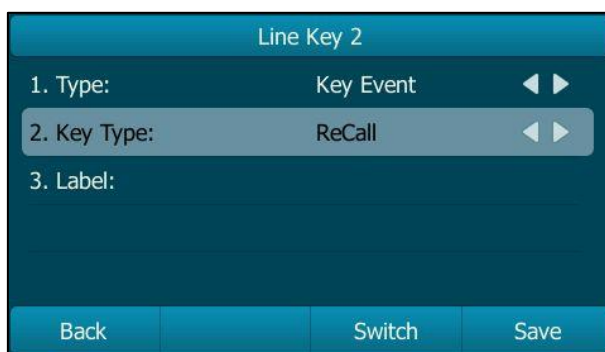 Line Key 2
1. Type: Key Event
2. Key Type: ReCall
3. Label:
Back Switch Save